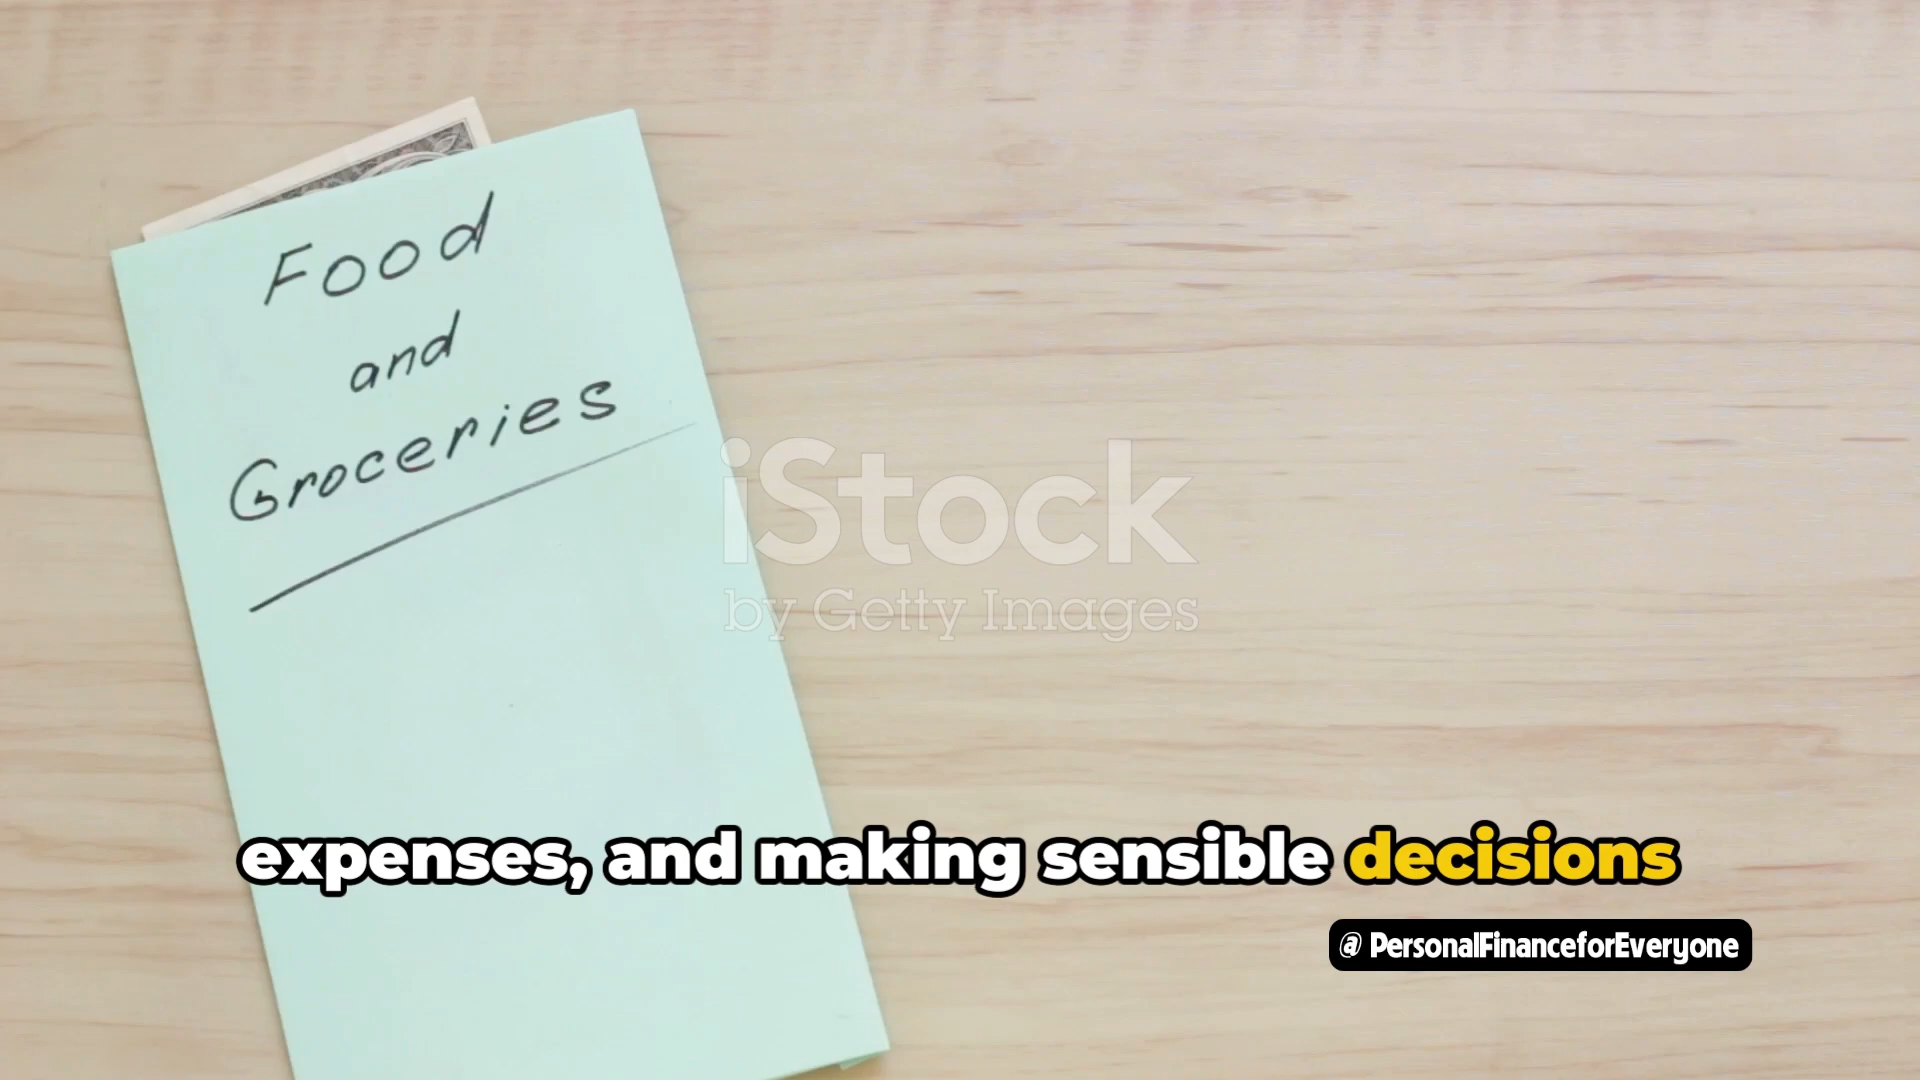 Food
and
Groceries
iStock
by Getty Images
expenses, and making sensible decisions
@ PersonalFinanceforEveryone